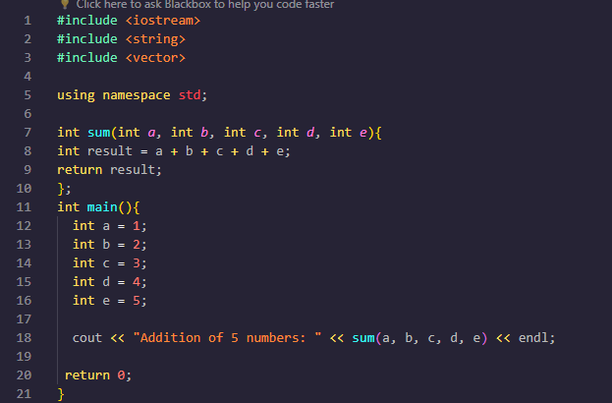 Click here to ask Blackbox to help you code faster
1 #include <iostream>
2 #include <string>
3 #include <vector>
4
5 using namespace std;
6
7 int sum(int a, int b, int c, int d, int e){
8 int result = a + b + c + d + e;
9 return result;
10 };
11 int main(){
12 int a = 1;
13 int b = 2;
14 int c = 3;
15 int d = 4;
16 int e = 5;
17
18 cout << "Addition of 5 numbers: " << sum(a, b, c, d, e) << endl;
19
20 return 0;
21 }